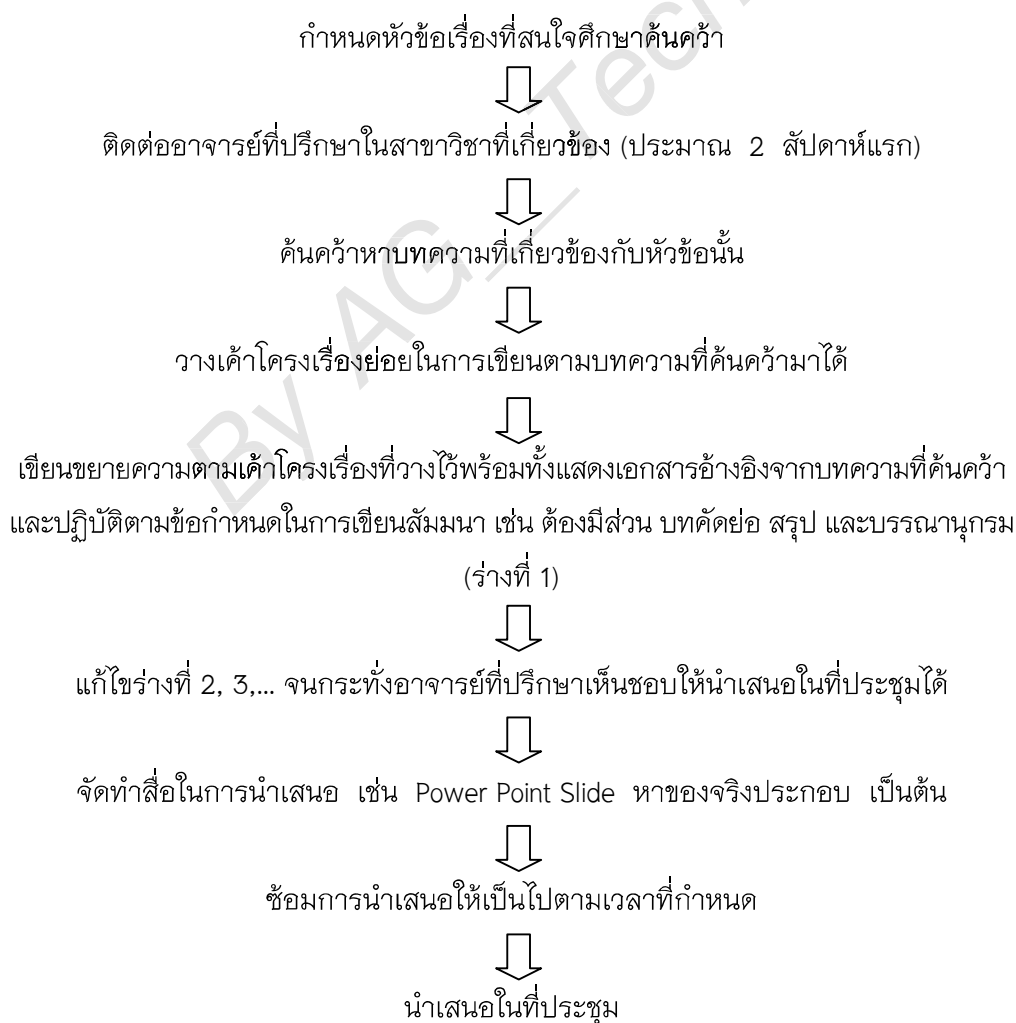 กำหนดหัวข้อเรื่องที่สนใจศึกษาค้นคว้า
ติดต่ออาจารย์ที่ปรึกษาในสาขาวิชาที่เกี่ยวข้อง (ประมาณ 2 สัปดาห์แรก)
ค้นคว้าหาบทความที่เกี่ยวข้องกับหัวข้อนั้น
วางเค้าโครงเรื่องย่อยในการเขียนตามบทความที่ค้นคว้ามาได้
เขียนขยายความตามเค้าโครงเรื่องที่วางไว้พร้อมทั้งแสดงเอกสารอ้างอิงจากบทความที่ค้นคว้า
และปฏิบัติตามข้อกำหนดในการเขียนสัมมนา เช่น ต้องมีส่วน บทคัดย่อ สรุป และบรรณานุกรม
(ร่างที่ 1)
แก้ไขร่างที่ 2, 3,... จนกระทั่งอาจารย์ที่ปรึกษาเห็นชอบให้นำเสนอในที่ประชุมได้
จัดทำสื่อในการนำเสนอ เช่น Power Point Slide หาของจริงประกอบ เป็นต้น
ซ้อมการนำเสนอให้เป็นไปตามเวลาที่กำหนด
นำเสนอในที่ประชุม
By AG_Tech